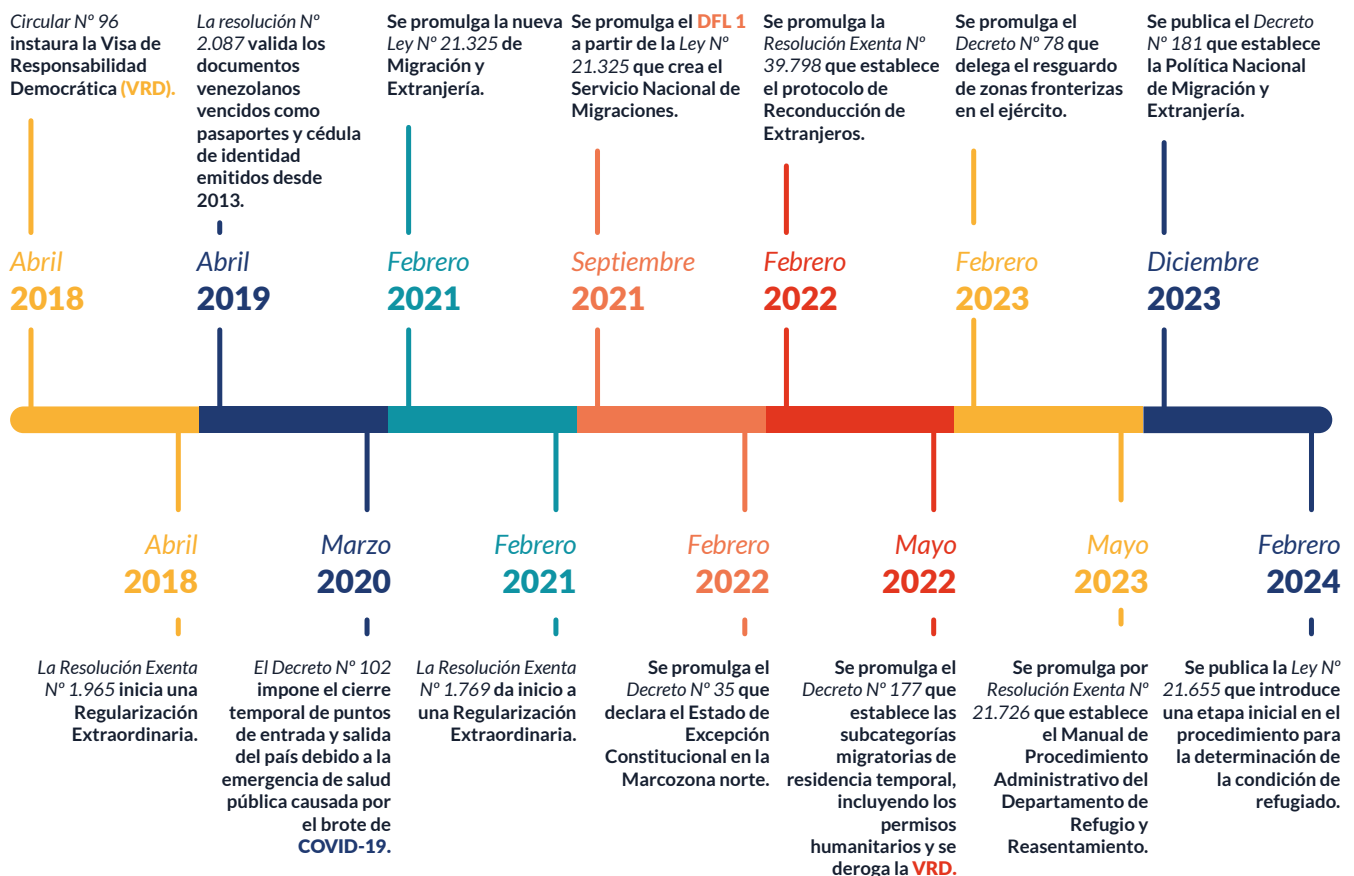 Circular Nº 96
instaura la Visa de
Responsabilidad
Democrática (VRD).
Abril
2018
La resolución Nº
2.087 valida los
documentos
venezolanos
vencidos como
pasaportes y cédula
de identidad
emitidos desde
2013.
Abril
2019
Se promulga la nueva
Ley Nº 21.325 de
Migración y
Extranjería.
Febrero
2021
Se promulga el DFL 1
a partir de la Ley Nº
21.325 que crea el
Servicio Nacional de
Migraciones.
Septiembre
2021
Se promulga la
Resolución Exenta Nº
39.798 que establece
el protocolo de
Reconducción de
Extranjeros.
Febrero
2022
Se promulga el
Decreto Nº 78 que
delega el resguardo
de zonas fronterizas
en el ejército.
Febrero
2023
Se publica el Decreto
Nº 181 que establece
la Política Nacional
de Migración y
Extranjería.
Diciembre
2023
Abril
2018
La Resolución Exenta
Nº 1.965 inicia una
Regularización
Extraordinaria.
Marzo
2020
El Decreto Nº 102
impone el cierre
temporal de puntos
de entrada y salida
del país debido a la
emergencia de salud
pública causada por
el brote de
COVID-19.
Febrero
2021
La Resolución Exenta
Nº 1.769 da inicio a
una Regularización
Extraordinaria.
Febrero
2022
Se promulga el
Decreto Nº 35 que
declara el Estado de
Excepción
Constitucional en la
Marcozona norte.
Mayo
2022
Se promulga el
Decreto Nº 177 que
establece las
subcategorías
migratorias de
residencia temporal,
incluyendo los
permisos
humanitarios y se
deroga la VRD.
Mayo
2023
Se promulga por
Resolución Exenta Nº
21.726 que establece
el Manual de
Procedimiento
Administrativo del
Departamento de
Refugio y
Reasentamiento.
Febrero
2024
Se publica la Ley Nº
21.655 que introduce
una etapa inicial en el
procedimiento para
la determinación de
la condición de
refugiado.